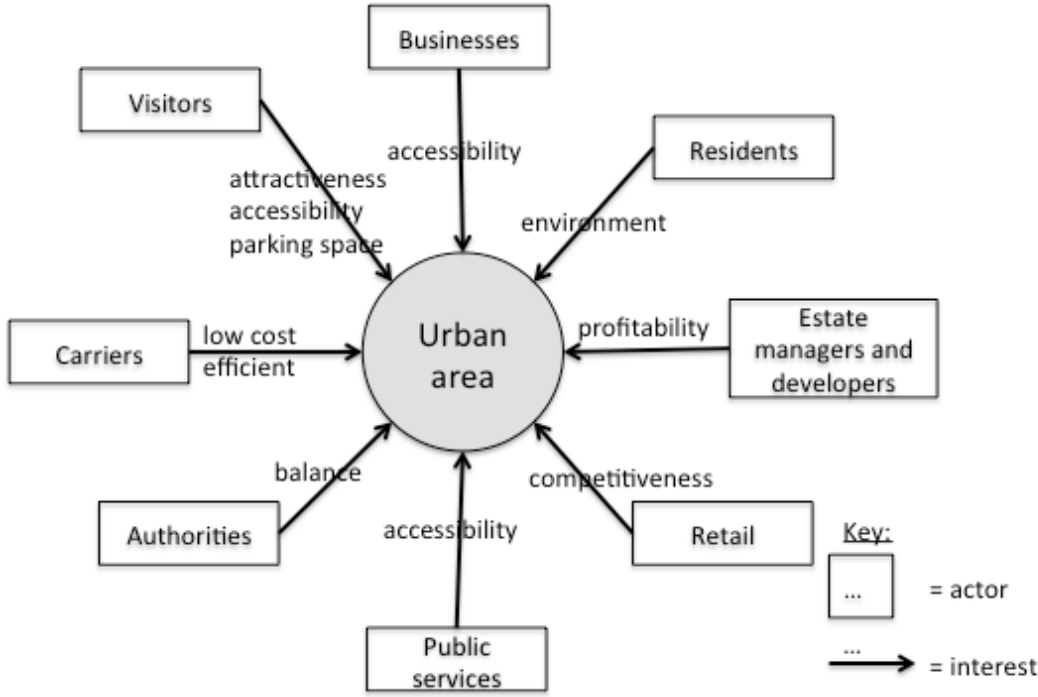 Businesses
Visitors
Residents
accessibility
attractiveness
accessibility
parking space
environment
Urban
area
Carriers
low cost
efficient
profitability
Estate
managers and
developers
balance
competitiveness
Authorities
accessibility
Retail
Public
services
Key:
...
= actor
...
= interest